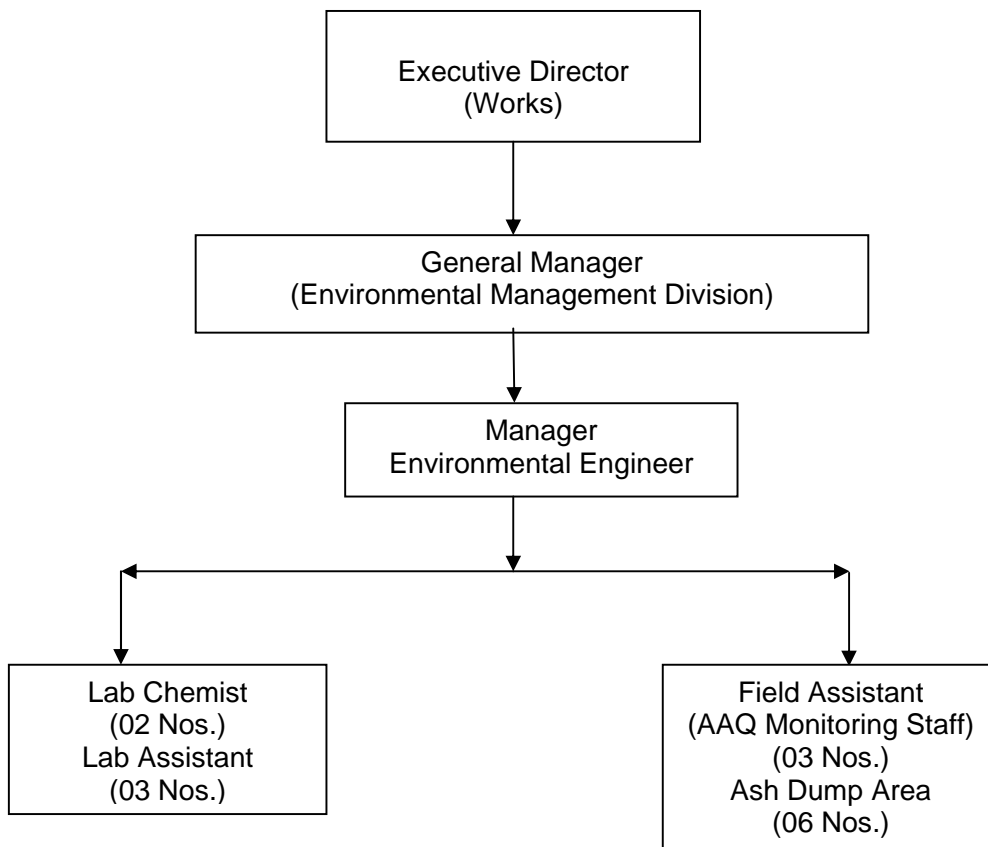 Executive Director
(Works)
General Manager
(Environmental Management Division)
Manager
Environmental Engineer
Lab Chemist
(02 Nos.)
Lab Assistant
(03 Nos.)
Field Assistant
(AAQ Monitoring Staff)
(03 Nos.)
Ash Dump Area
(06 Nos.)